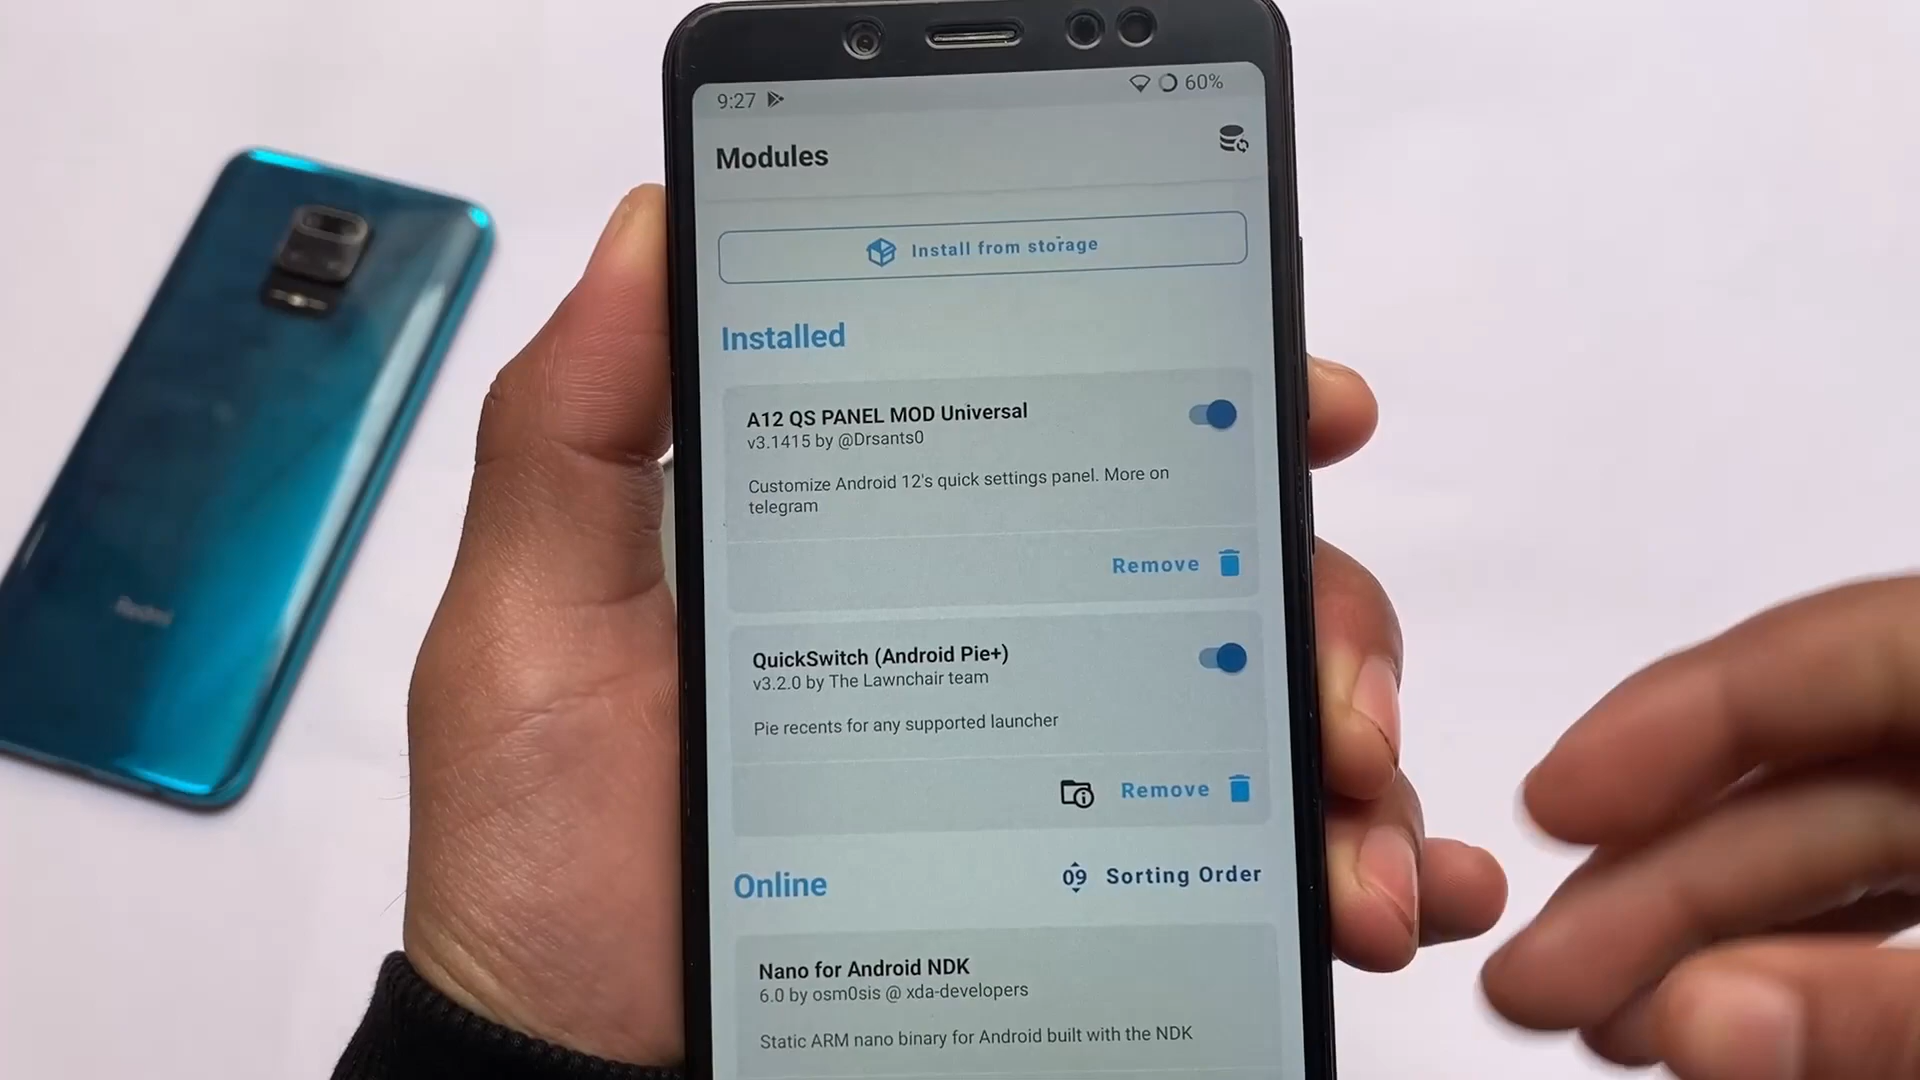 9:27
60%
Modules
Install from storage
Installed
A12 QS PANEL MOD Universal
v3.1415 by @Drsants0
Customize Android 12's quick settings panel. More on
telegram
Remove
QuickSwitch (Android Pie+)
v3.2.0 by The Lawnchair team
Pie recents for any supported launcher
Remove
Online
09 Sorting Order
Nano for Android NDK
6.0 by osm0sis @ xda-developers
Static ARM nano binary for Android built with the NDK
Redmi